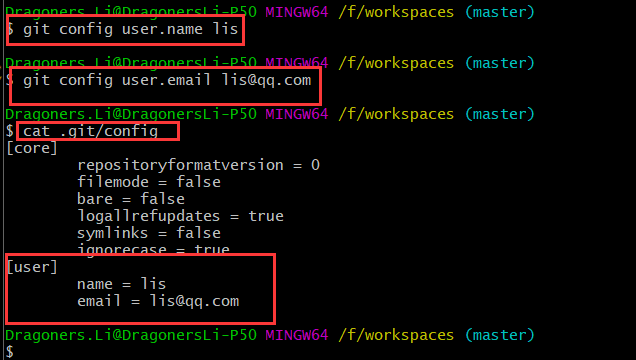 Dragoners.Li@DragonersLi-P50 MINGW64 /f/workspaces (master)
$ git config user.name lis
Dragoners.Li@DragonersLi-P50 MINGW64 /f/workspaces (master)
$ git config user.email lis@qq.com
Dragoners.Li@DragonersLi-P50 MINGW64 /f/workspaces (master)
$ cat .git/config
[core]
repositoryformatversion = 0
filemode = false
bare = false
logallrefupdates = true
symlinks = false
ignorecase = true
[user]
name = lis
email = lis@qq.com
Dragoners.Li@DragonersLi-P50 MINGW64 /f/workspaces (master)
$